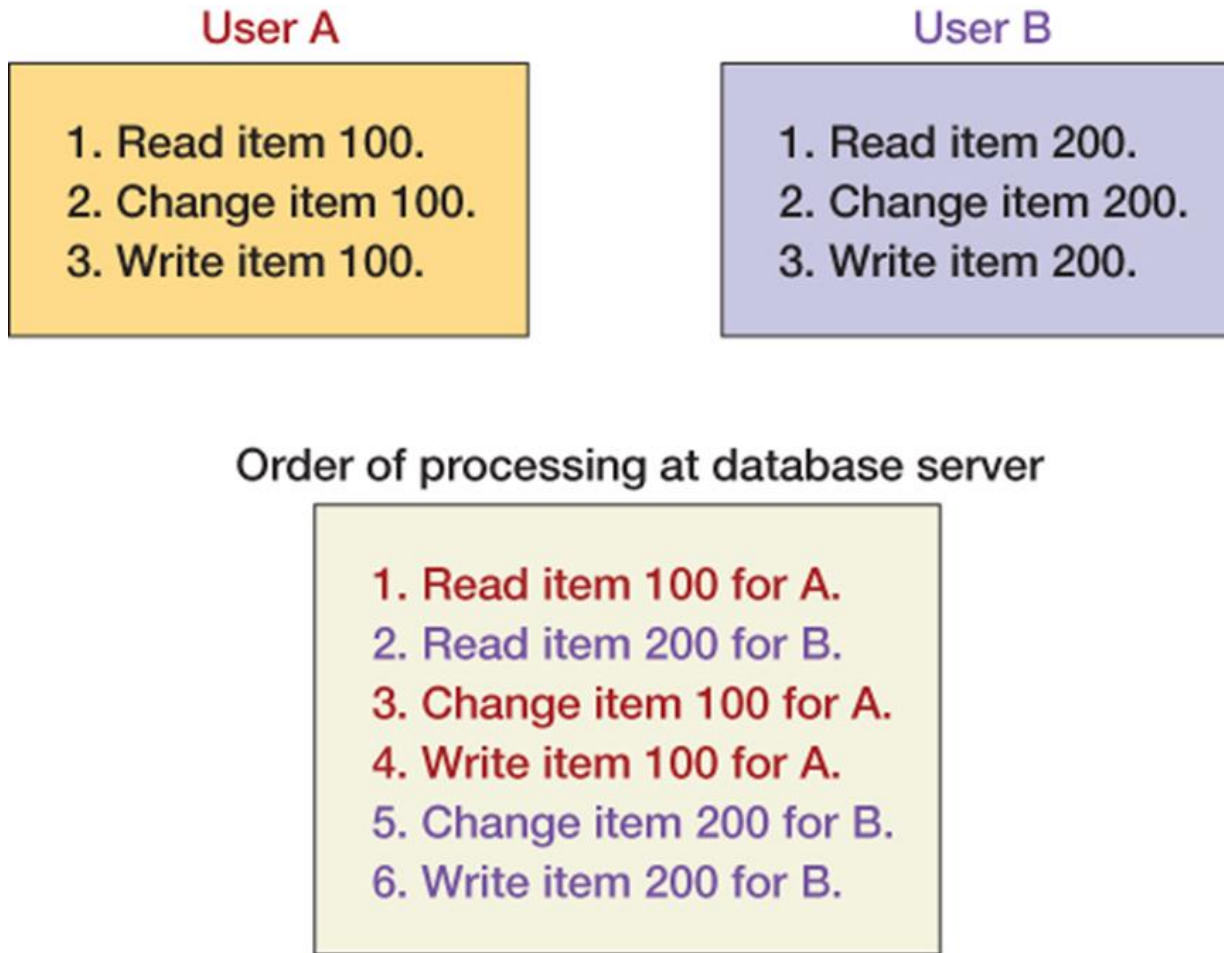 User A
1. Read item 100.
2. Change item 100.
3. Write item 100.
User B
1. Read item 200.
2. Change item 200.
3. Write item 200.
Order of processing at database server
1. Read item 100 for A.
2. Read item 200 for B.
3. Change item 100 for A.
4. Write item 100 for A.
5. Change item 200 for B.
6. Write item 200 for B.